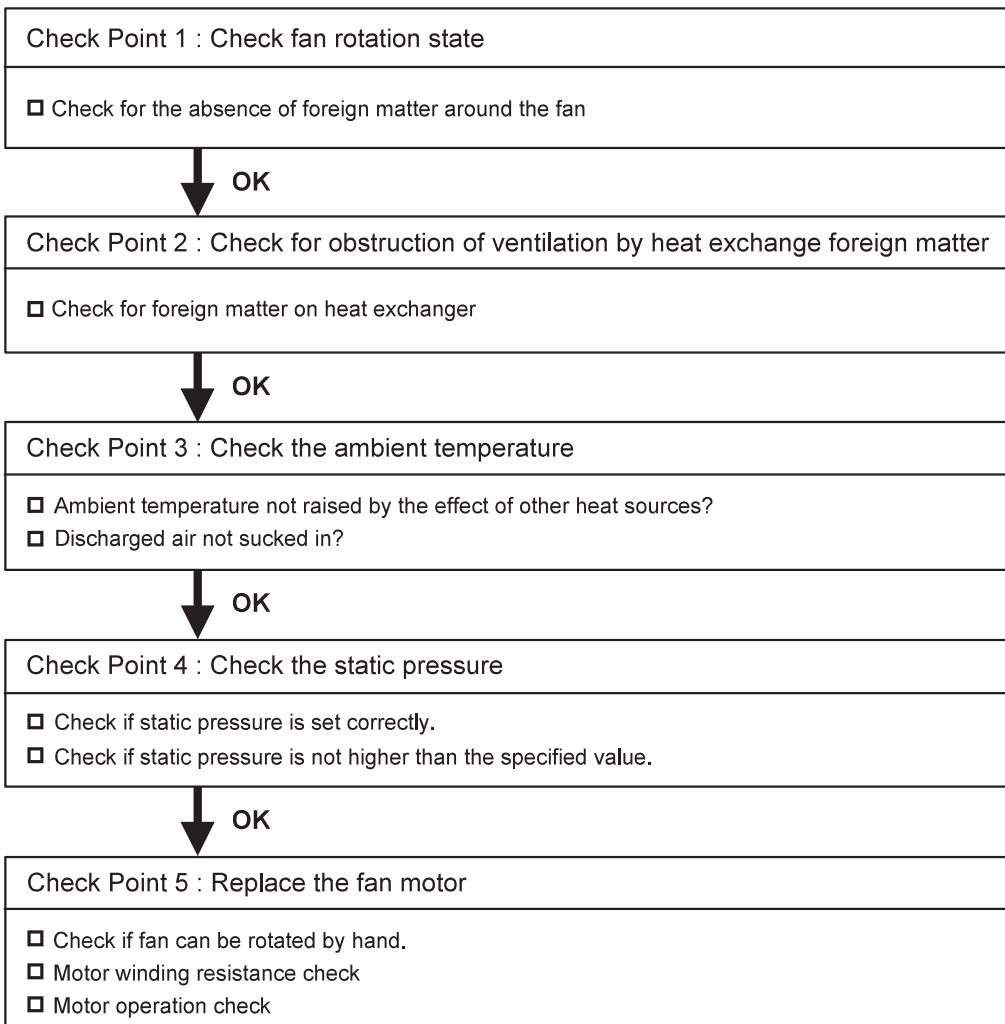 Check Point 1 : Check fan rotation state
Check for the absence of foreign matter around the fan
OK
Check Point 2 : Check for obstruction of ventilation by heat exchange foreign matter
Check for foreign matter on heat exchanger
OK
Check Point 3 : Check the ambient temperature
Ambient temperature not raised by the effect of other heat sources?
Discharged air not sucked in?
OK
Check Point 4 : Check the static pressure
Check if static pressure is set correctly.
Check if static pressure is not higher than the specified value.
OK
Check Point 5 : Replace the fan motor
Check if fan can be rotated by hand.
Motor winding resistance check
Motor operation check